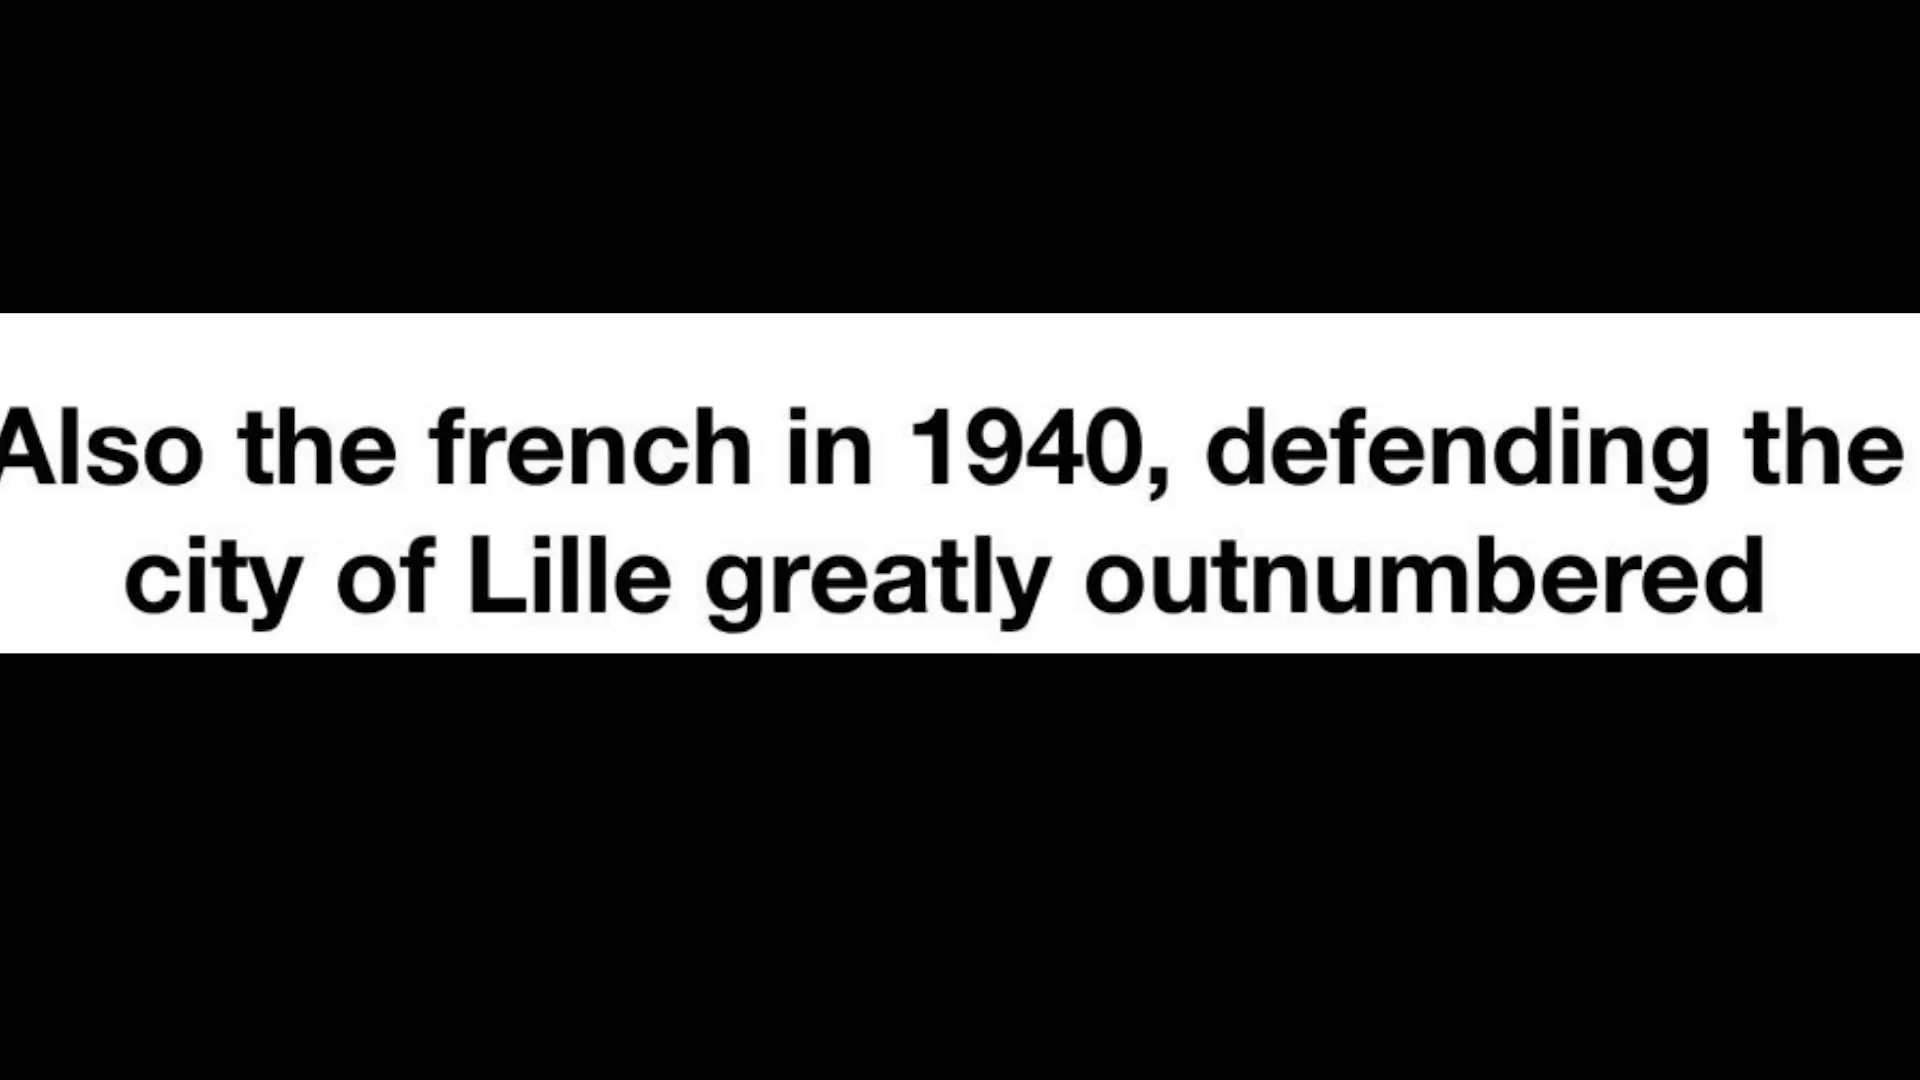 Also the french in 1940, defending the
city of Lille greatly outnumbered